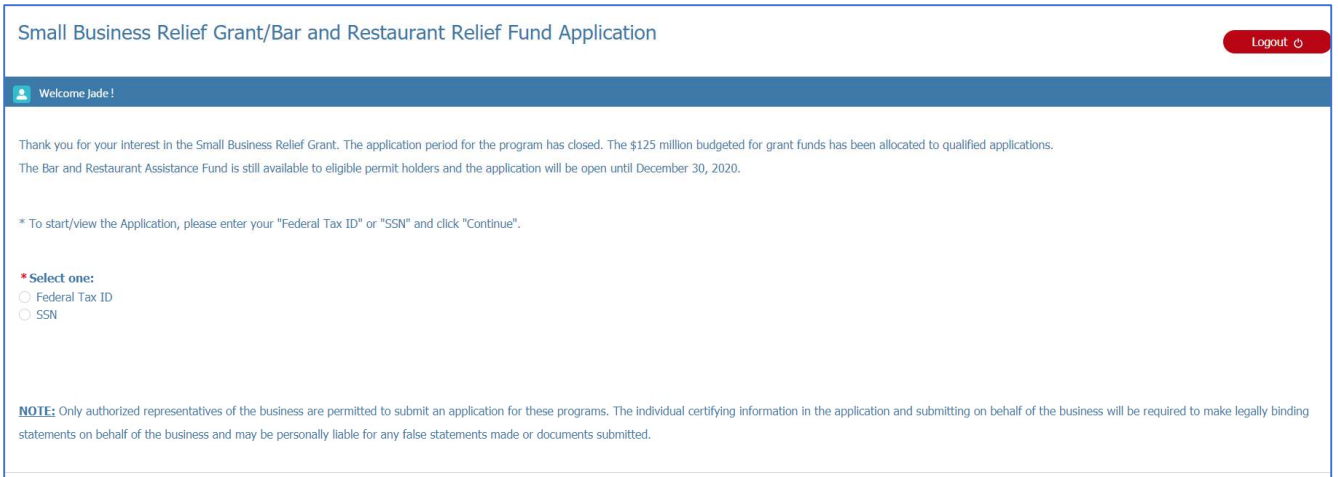 Small Business Relief Grant/Bar and Restaurant Relief Fund Application
Logout
Welcome Jade !
Thank you for your interest in the Small Business Relief Grant. The application period for the program has closed. The $125 million budgeted for grant funds has been allocated to qualified applications.
The Bar and Restaurant Assistance Fund is still available to eligible permit holders and the application will be open until December 30, 2020.
* To start/view the Application, please enter your "Federal Tax ID" or "SSN" and click "Continue".
* Select one:
Federal Tax ID
SSN
NOTE: Only authorized representatives of the business are permitted to submit an application for these programs. The individual certifying information in the application and submitting on behalf of the business will be required to make legally binding
statements on behalf of the business and may be personally liable for any false statements made or documents submitted.